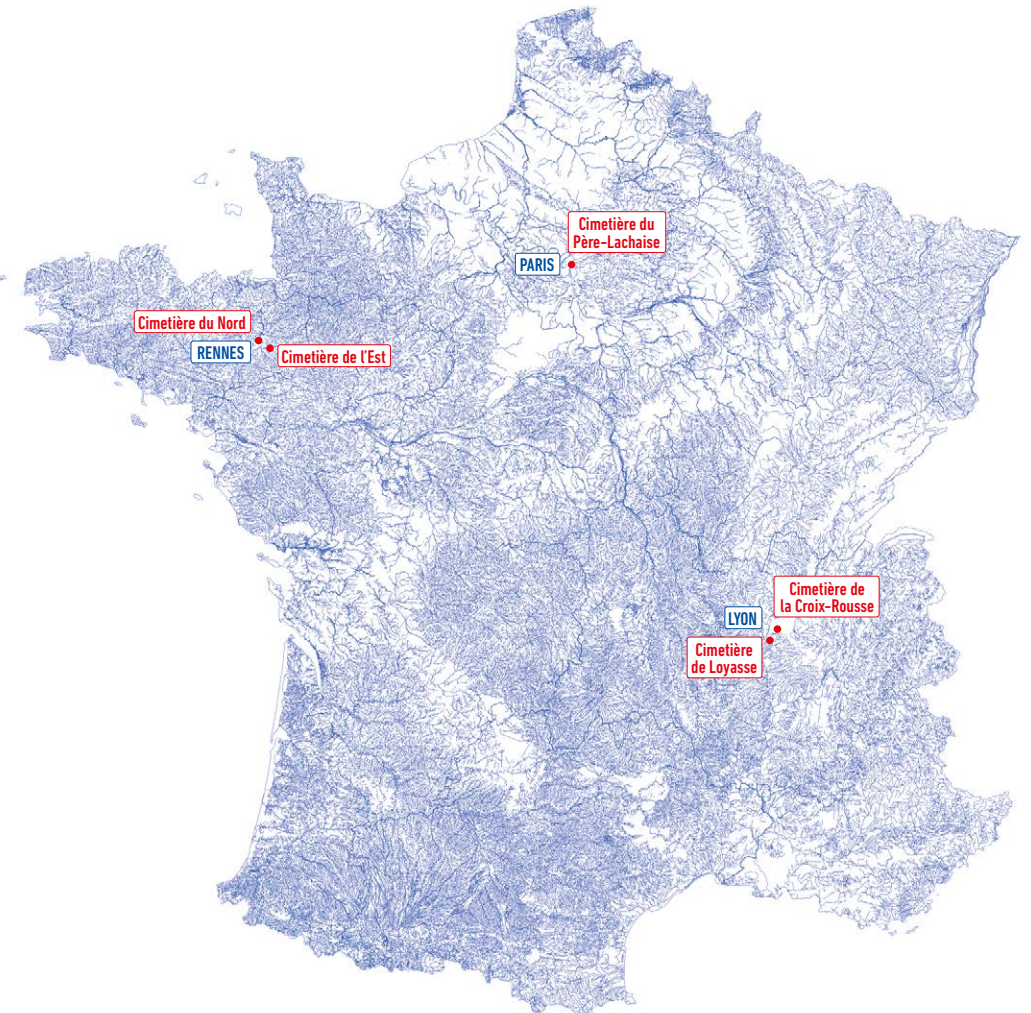 Cimetière du
Père-Lachaise
PARIS
Cimetière du Nord
RENNES
Cimetière de l'Est
Cimetière de
la Croix-Rousse
LYON
Cimetière
de Loyasse